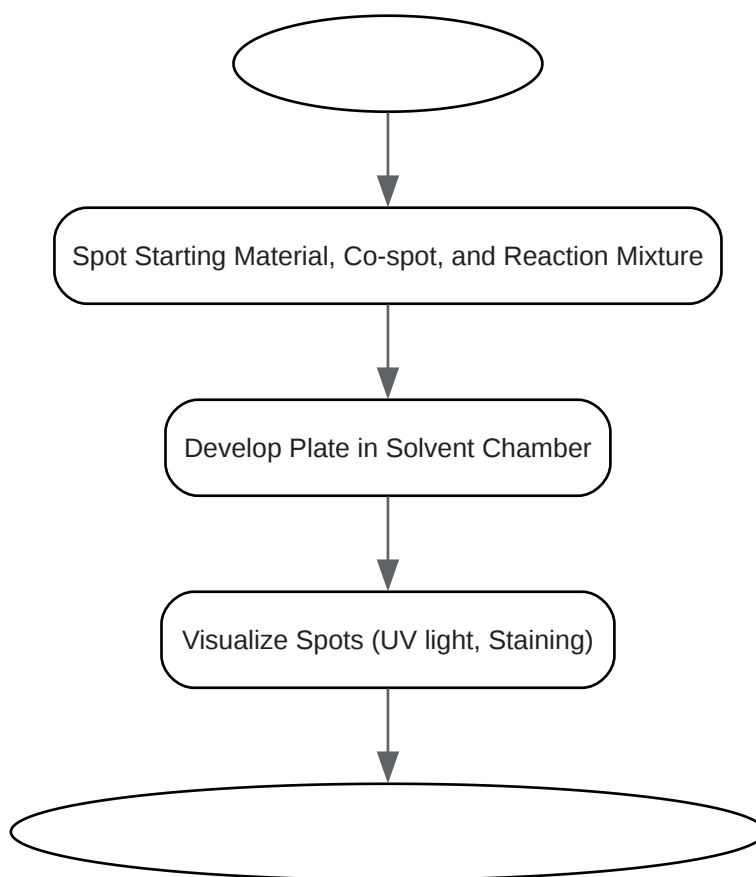 Spot Starting Material, Co-spot, and Reaction Mixture
Develop Plate in Solvent Chamber
Visualize Spots (UV light, Staining)